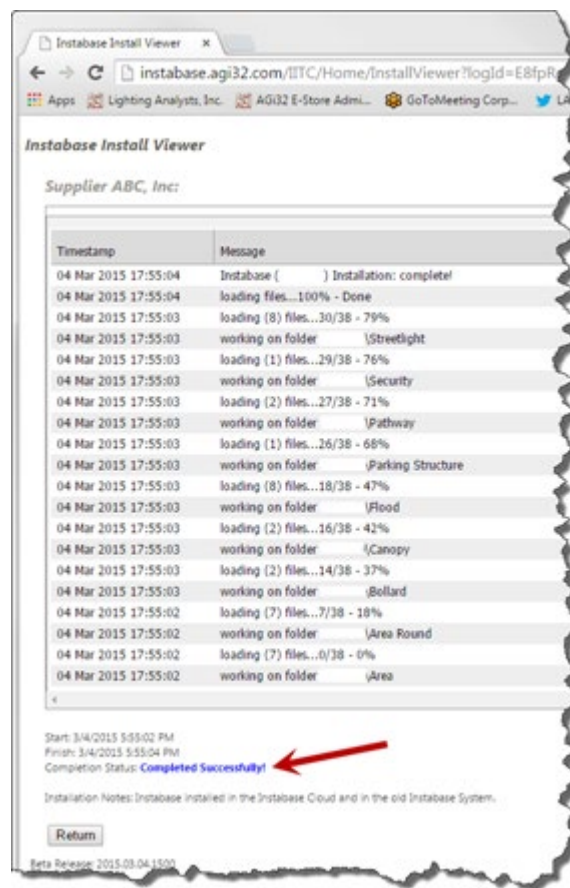 Instabase Install Viewer
instabase.agi32.com/IITC/Home/InstallViewer?logId=E8fpR
Apps Lighting Analysts, Inc. AGi32 E-Store Admi... GoToMeeting Corp... LA
Instabase Install Viewer
Supplier ABC, Inc:
Timestamp Message
04 Mar 2015 17:55:04 Instabase ( ) Installation: complete!
04 Mar 2015 17:55:04 loading files...100% - Done
04 Mar 2015 17:55:03 loading (8) files...30/38 - 79%
04 Mar 2015 17:55:03 working on folder \Streetlight
04 Mar 2015 17:55:03 loading (1) files...29/38 - 76%
04 Mar 2015 17:55:03 working on folder \Security
04 Mar 2015 17:55:03 loading (2) files...27/38 - 71%
04 Mar 2015 17:55:03 working on folder \Pathway
04 Mar 2015 17:55:03 loading (1) files...26/38 - 68%
04 Mar 2015 17:55:03 working on folder \Parking Structure
04 Mar 2015 17:55:03 loading (8) files...18/38 - 47%
04 Mar 2015 17:55:03 working on folder \Flood
04 Mar 2015 17:55:03 loading (2) files...16/38 - 42%
04 Mar 2015 17:55:03 working on folder \Canopy
04 Mar 2015 17:55:03 loading (2) files...14/38 - 37%
04 Mar 2015 17:55:03 working on folder \Bollard
04 Mar 2015 17:55:02 loading (7) files...7/38 - 18%
04 Mar 2015 17:55:02 working on folder \Area Round
04 Mar 2015 17:55:02 loading (7) files...0/38 - 0%
04 Mar 2015 17:55:02 working on folder \Area
Start: 3/4/2015 5:55:02 PM
Finish: 3/4/2015 5:55:04 PM
Completion Status: Completed Successfully!
Installation Notes: Instabase installed in the Instabase Cloud and in the old Instabase System.
Return
Beta Release: 2015.03.04.1500